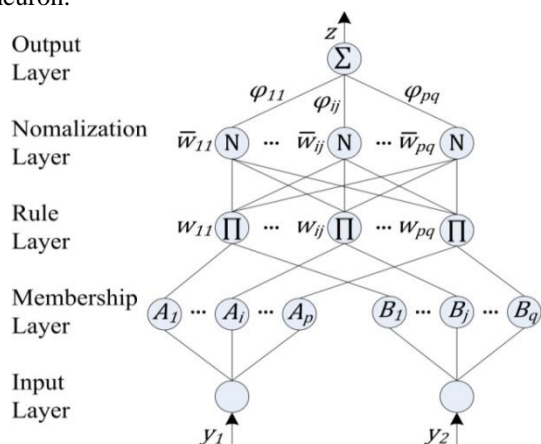 neuron.
z
Output
Layer
Σ
φ11 φij φpq
Nomalization
Layer
w̅11 N ... w̅ij N ... w̅pq N
Rule
Layer
w11 ∏ ... wij ∏ ... wpq ∏
Membership
Layer
A1 ... Ai ... Ap B1 ... Bj ... Bq
Input
Layer
y1 y2